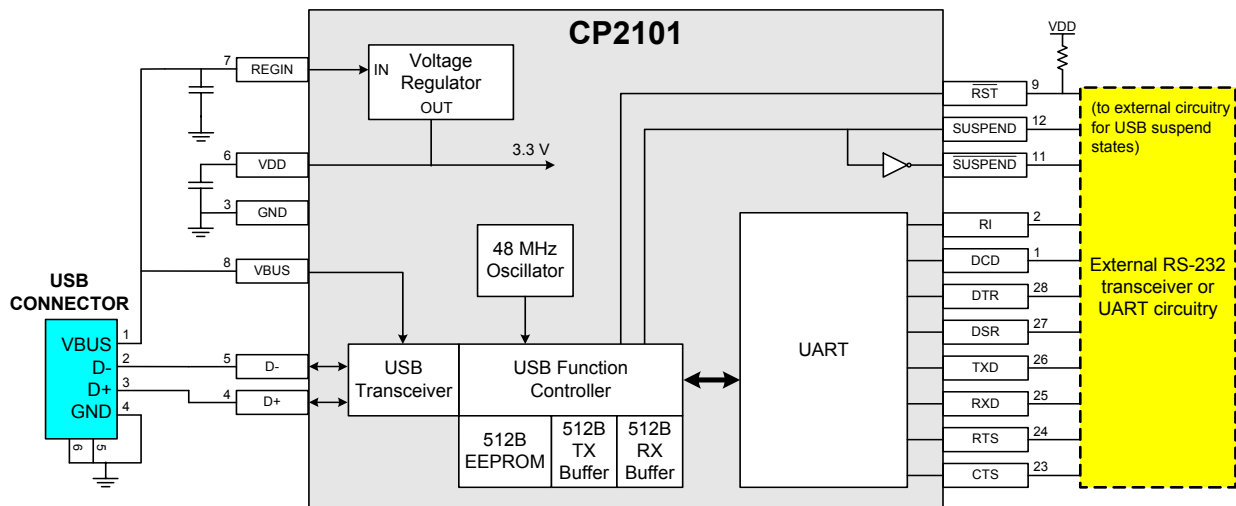 CP2101
7
REGIN
IN
Voltage
Regulator
OUT
6
VDD
3.3 V
3
GND
8
VBUS
48 MHz
Oscillator
USB
CONNECTOR
VBUS
1
D-
2
D+
3
GND
4
6
5
5
D-
4
D+
USB
Transceiver
USB Function
Controller
512B
EEPROM
512B
TX
Buffer
512B
RX
Buffer
UART
VDD
RST
9
SUSPEND
12
SUSPEND
11
RI
2
DCD
1
DTR
28
DSR
27
TXD
26
RXD
25
RTS
24
CTS
23
(to external circuitry
for USB suspend
states)
External RS-232
transceiver or
UART circuitry